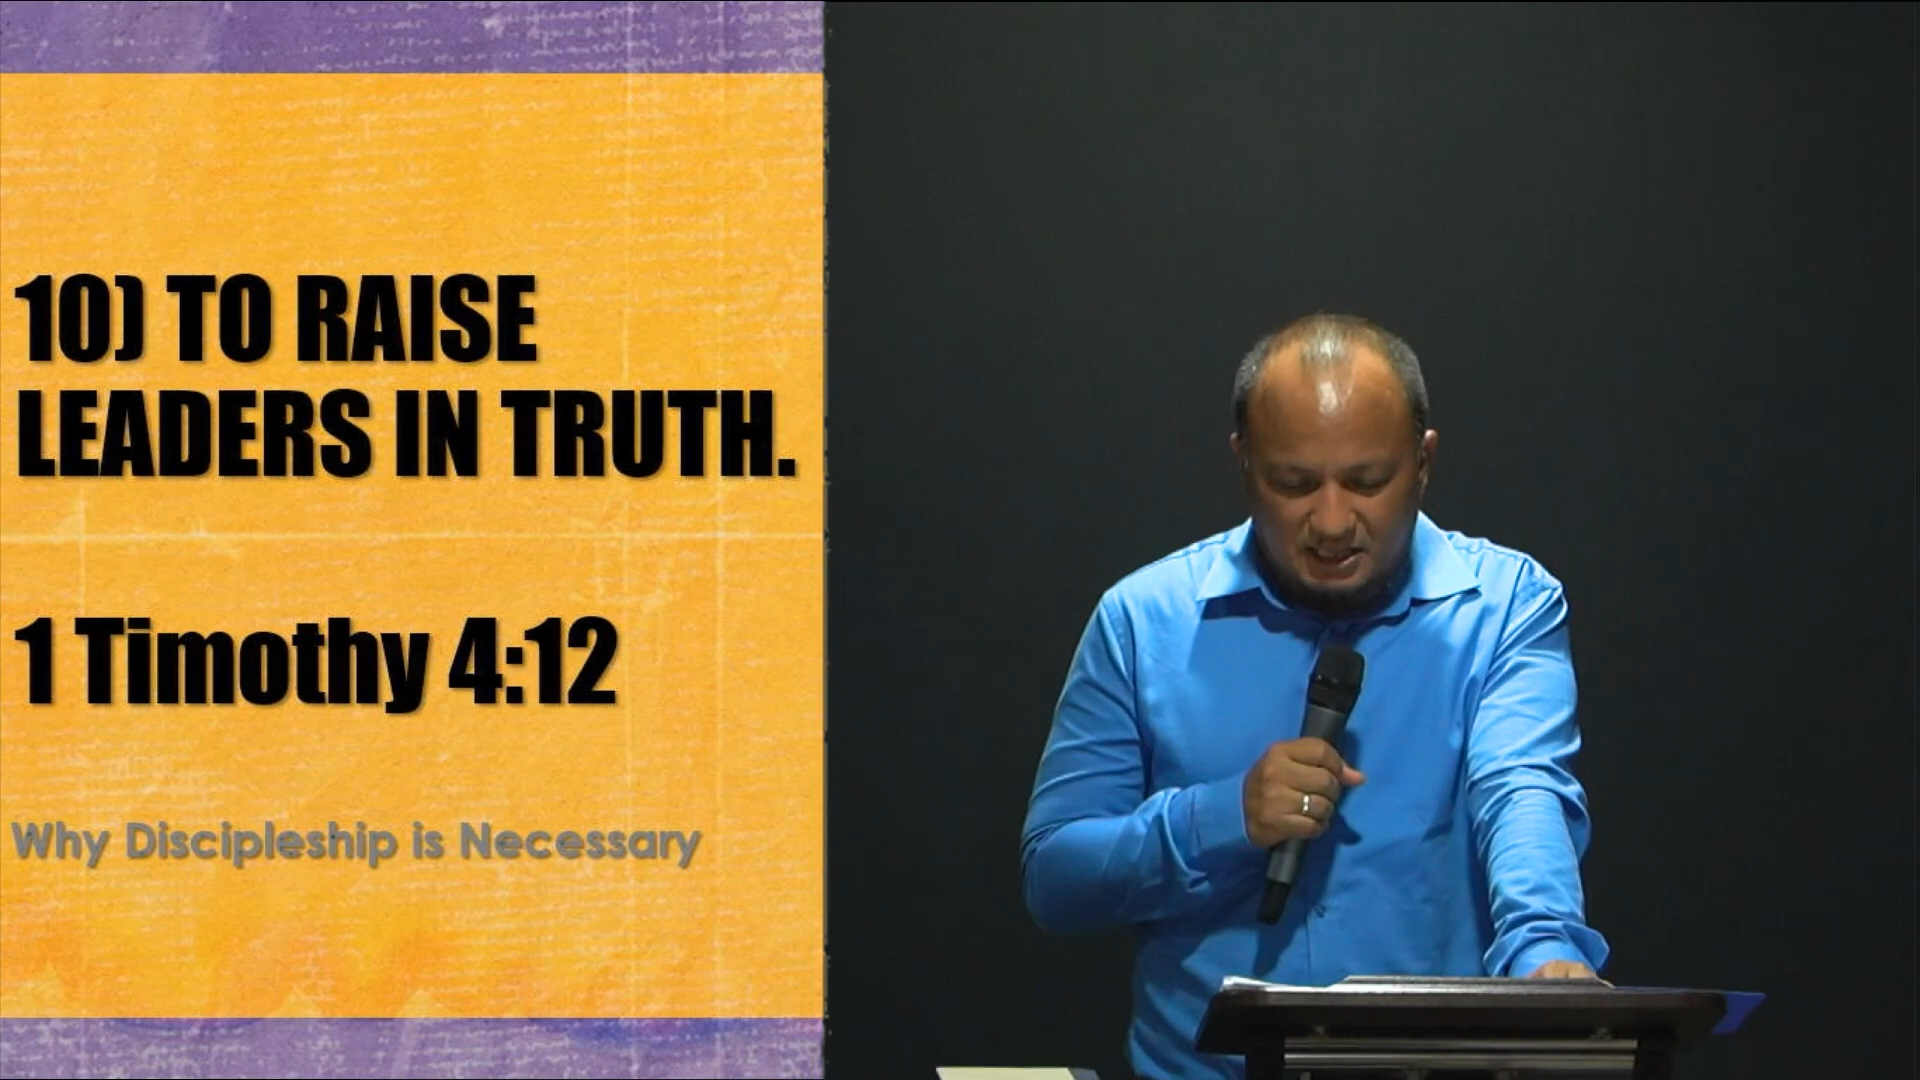 10) TO RAISE
LEADERS IN TRUTH.
1 Timothy 4:12
Why Discipleship is Necessary